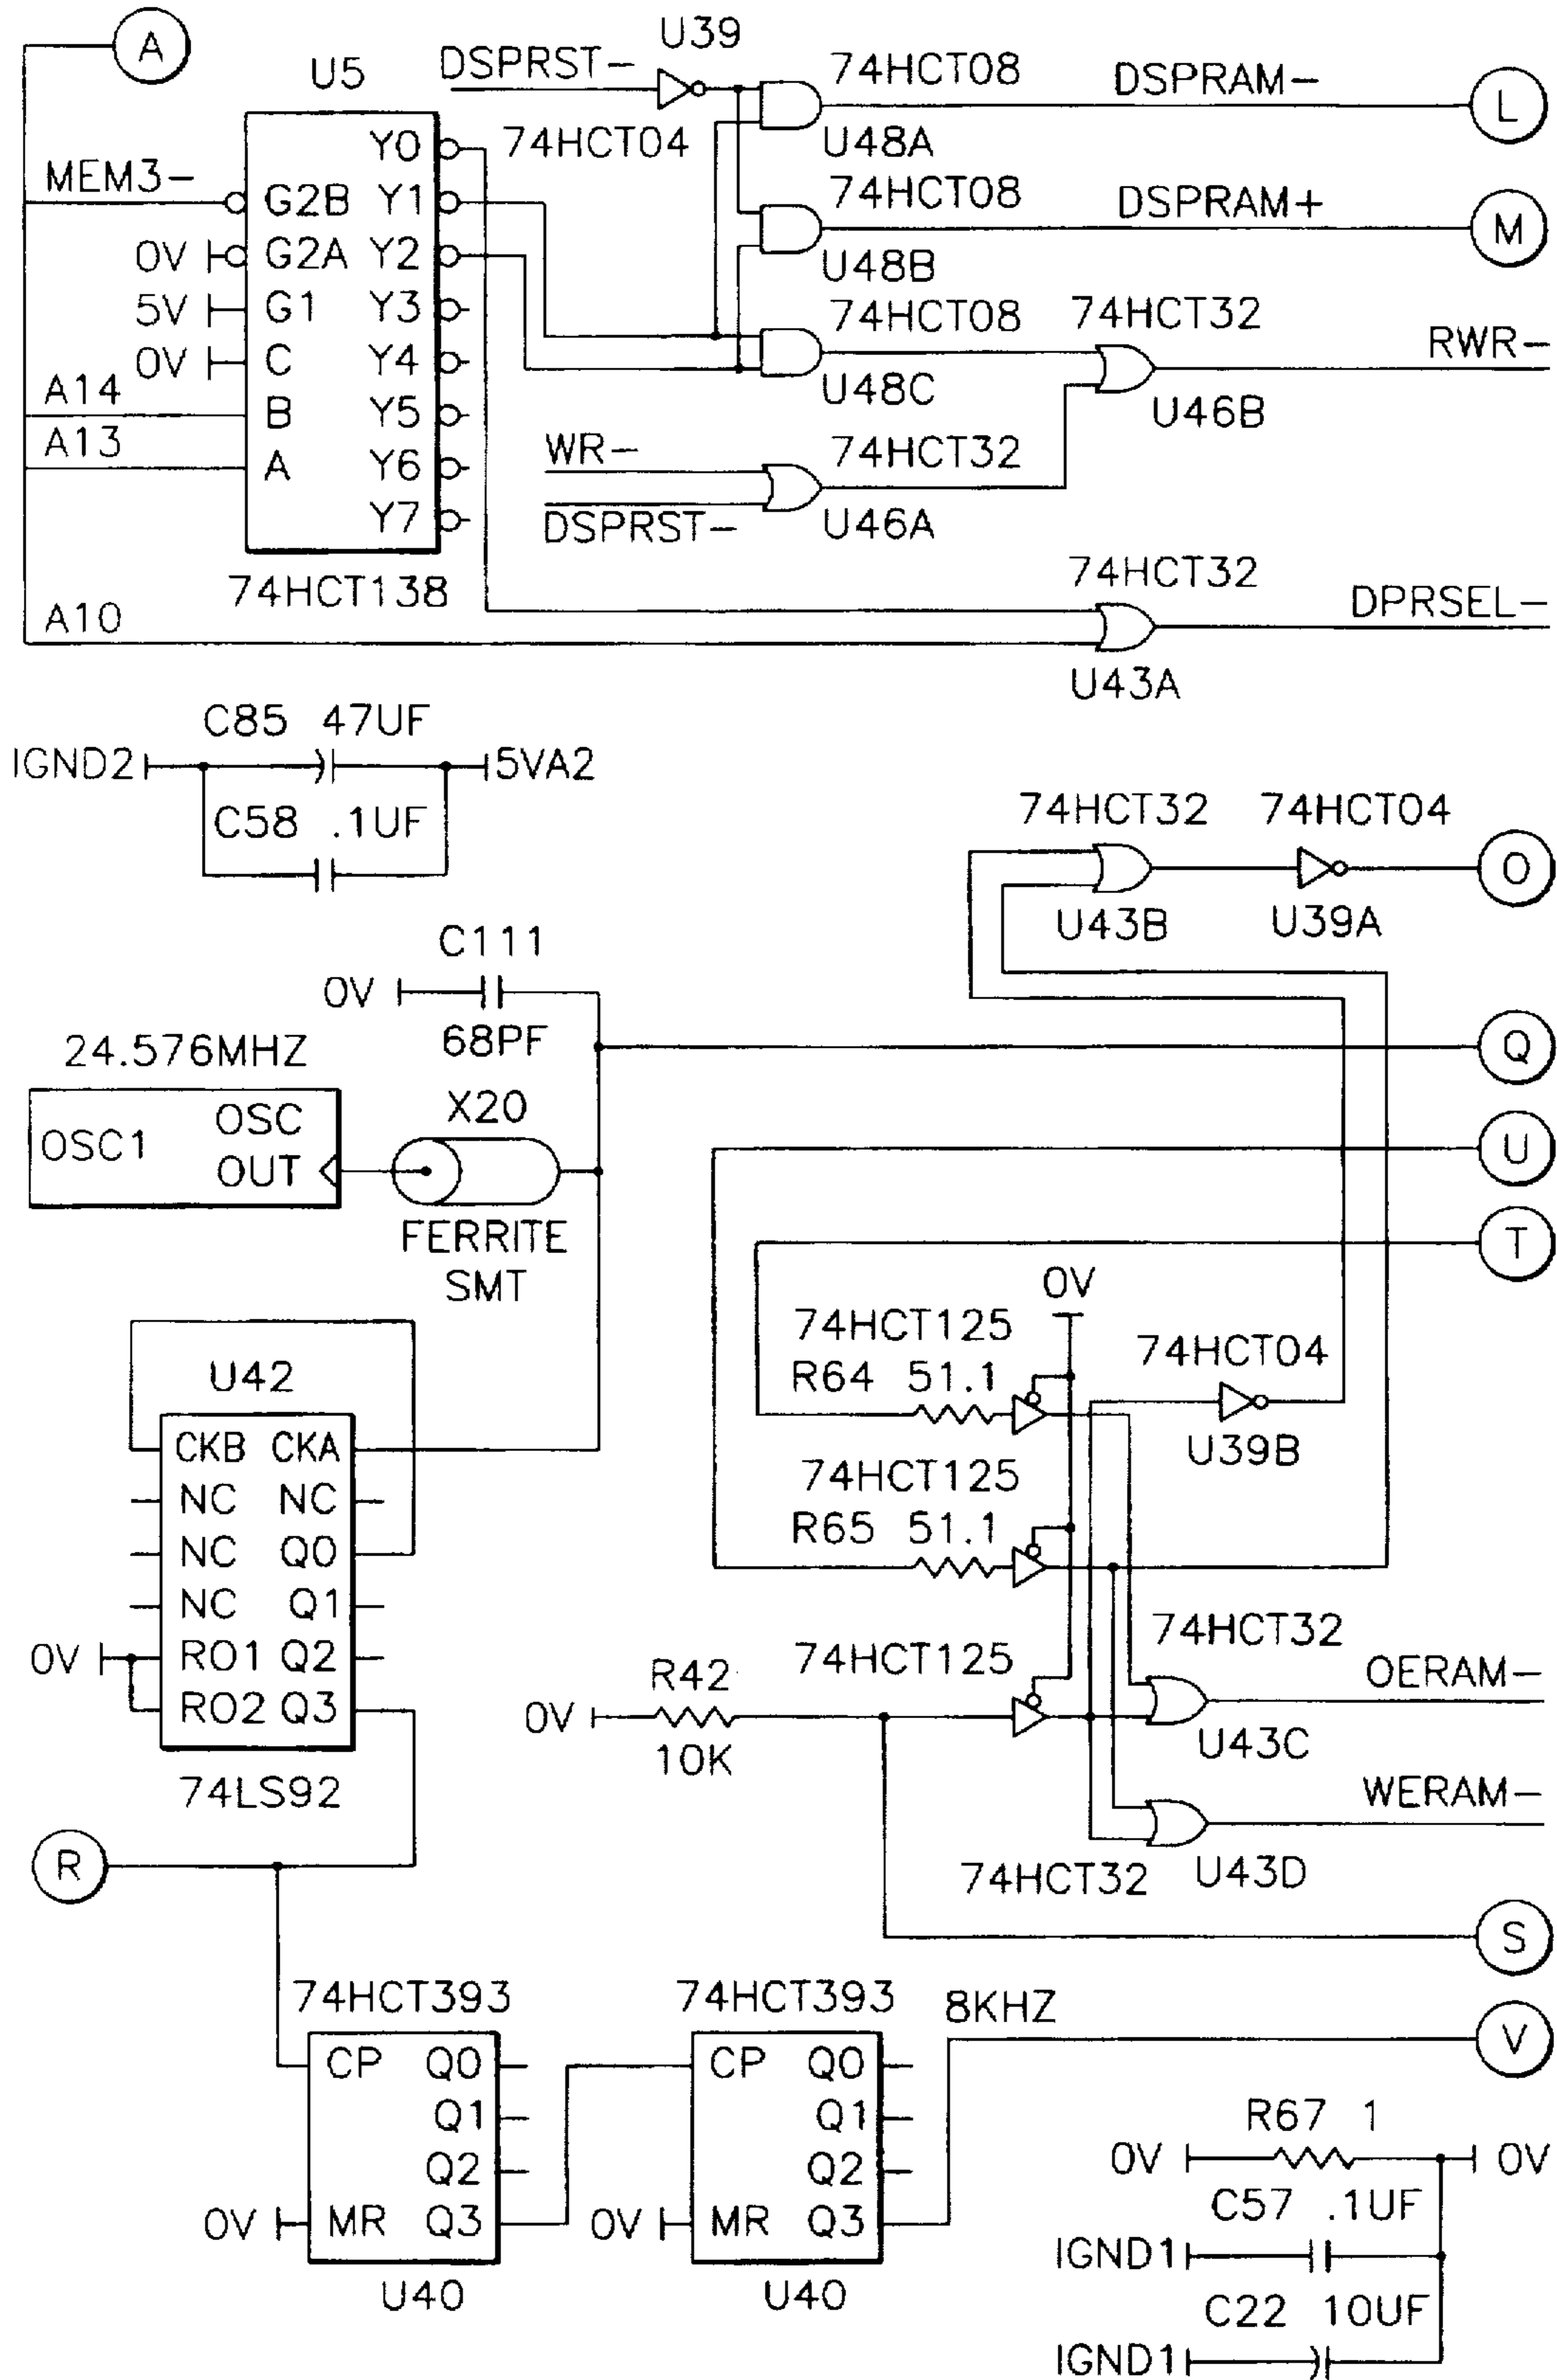 A
U39
U5
DSPRST-
74HCT08
DSPRAM-
L
74HCT04
U48A
Y0
MEM3-
G2B Y1
74HCT08
DSPRAM+
M
0V
G2A Y2
U48B
5V
G1 Y3
74HCT08
74HCT32
RWR-
0V
C Y4
U48C
A14
B Y5
U46B
A13
A Y6
WR-
74HCT32
Y7
DSPRST-
U46A
74HCT138
74HCT32
A10
DPRSEL-
U43A
C85 47UF
IGND2
5VA2
C58 .1UF
74HCT32
74HCT04
O
U43B
U39A
C111
0V
68PF
Q
24.576MHZ
OSC1
OSC
OUT
X20
U
FERRITE
SMT
T
0V
74HCT125
74HCT04
R64 51.1
U39B
U42
CKB CKA
74HCT125
NC NC
R65 51.1
NC Q0
NC Q1
74HCT32
0V
RO1 Q2
R42
74HCT125
OERAM-
RO2 Q3
0V
10K
U43C
74LS92
WERAM-
R
74HCT32
U43D
S
74HCT393
74HCT393
8KHZ
V
CP Q0
CP Q0
Q1
Q1
R67 1
Q2
Q2
0V
0V
0V
MR Q3
0V
MR Q3
C57 .1UF
IGND1
U40
U40
C22 10UF
IGND1